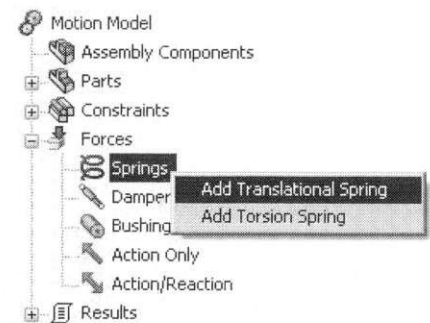 Motion Model
Assembly Components
Parts
Constraints
Forces
Springs
Add Translational Spring
Damper
Add Torsion Spring
Bushing
Action Only
Action/Reaction
Results